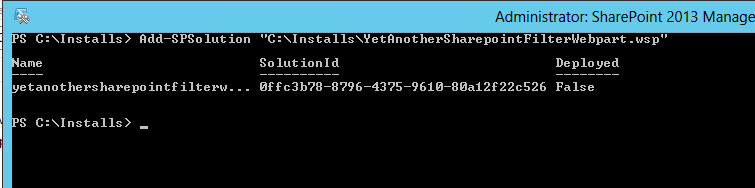 Administrator: SharePoint 2013 Manage
PS C:\Installs> Add-SPSolution "C:\Installs\YetAnotherSharepointFilterWebpart.wsp"
Name SolutionId Deployed
---- ---------- --------
yetanothersharepointfilterw... 0ffc3b78-8796-4375-9610-80a12f22c526 False
PS C:\Installs> _